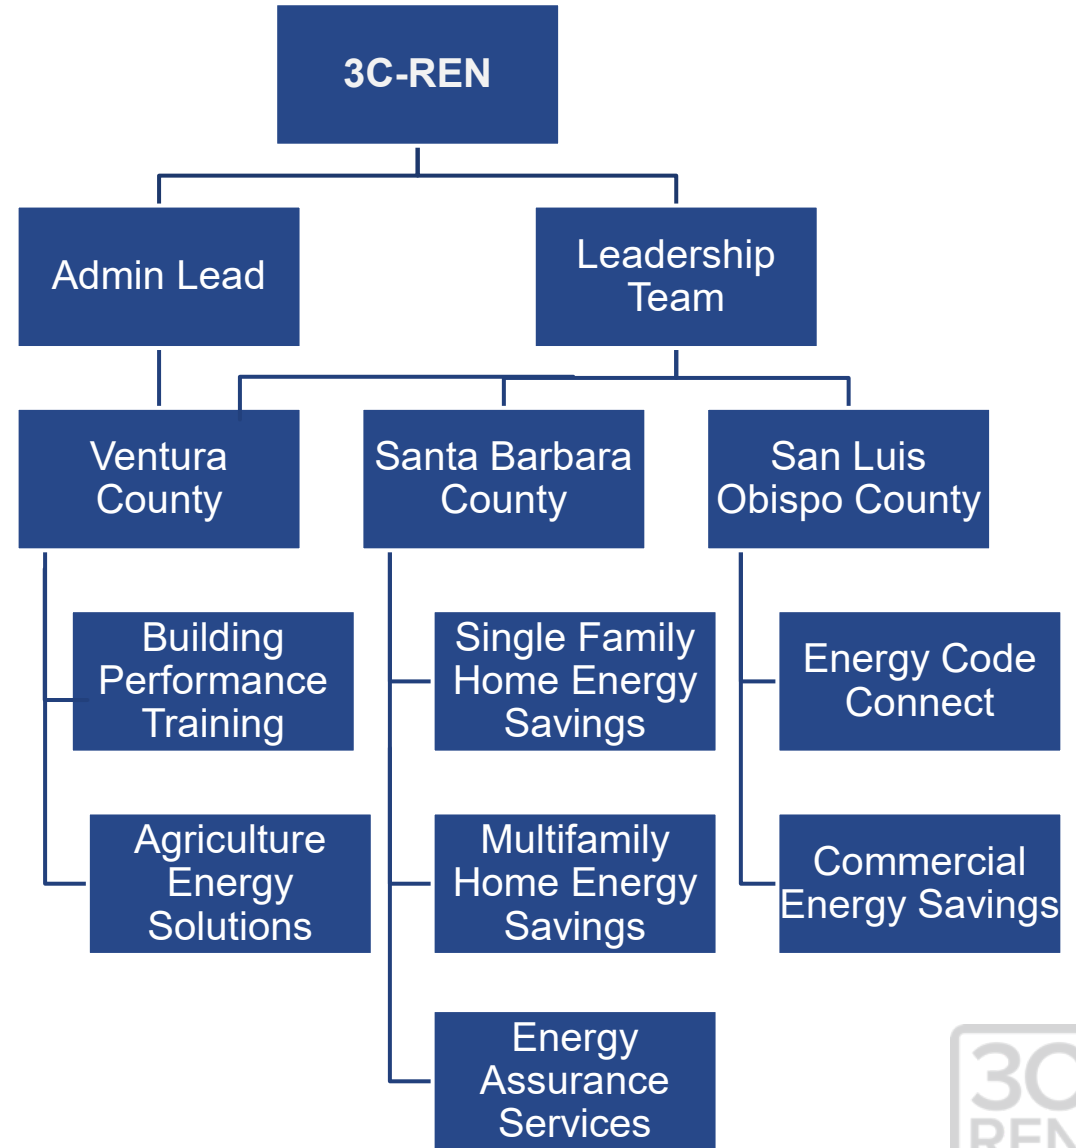 3C-REN
Admin Lead
Leadership
Team
Ventura
County
Santa Barbara
County
San Luis
Obispo County
Building
Performance
Training
Single Family
Home Energy
Savings
Energy Code
Connect
Agriculture
Energy
Solutions
Multifamily
Home Energy
Savings
Commercial
Energy Savings
Energy
Assurance
Services
3C
REN